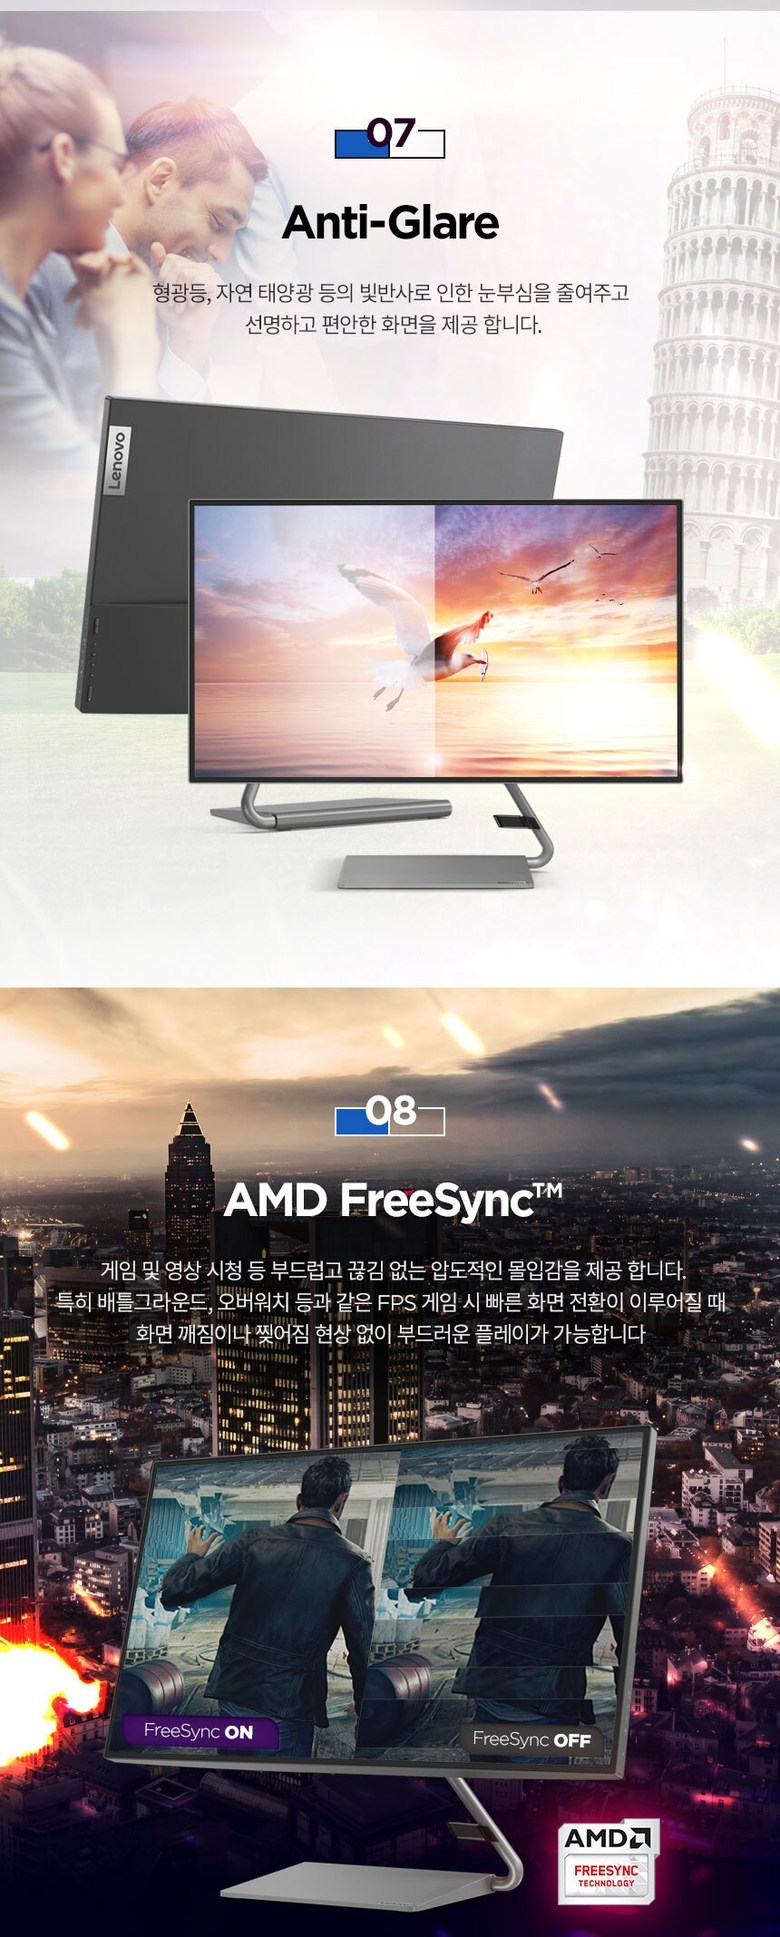 07
Anti-Glare
형광등, 자연 태양광 등의 빛반사로 인한 눈부심을 줄여주고
선명하고 편안한 화면을 제공 합니다.
Lenovo
08
AMD FreeSync™
게임 및 영상 시청 등 부드럽고 끊김 없는 압도적인 몰입감을 제공 합니다.
특히 배틀그라운드, 오버워치 등과 같은 FPS 게임 시 빠른 화면 전환이 이루어질 때
화면 깨짐이나 찢어짐 현상 없이 부드러운 플레이가 가능합니다
FreeSync ON
FreeSync OFF
AMD
FREESYNC
TECHNOLOGY